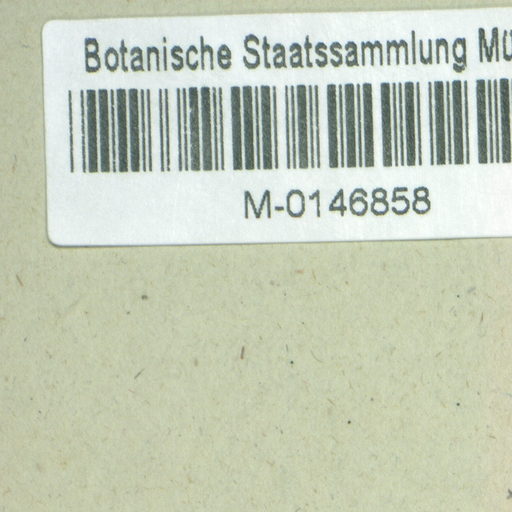 Botanische Staatssammlung Mü
M-0146858